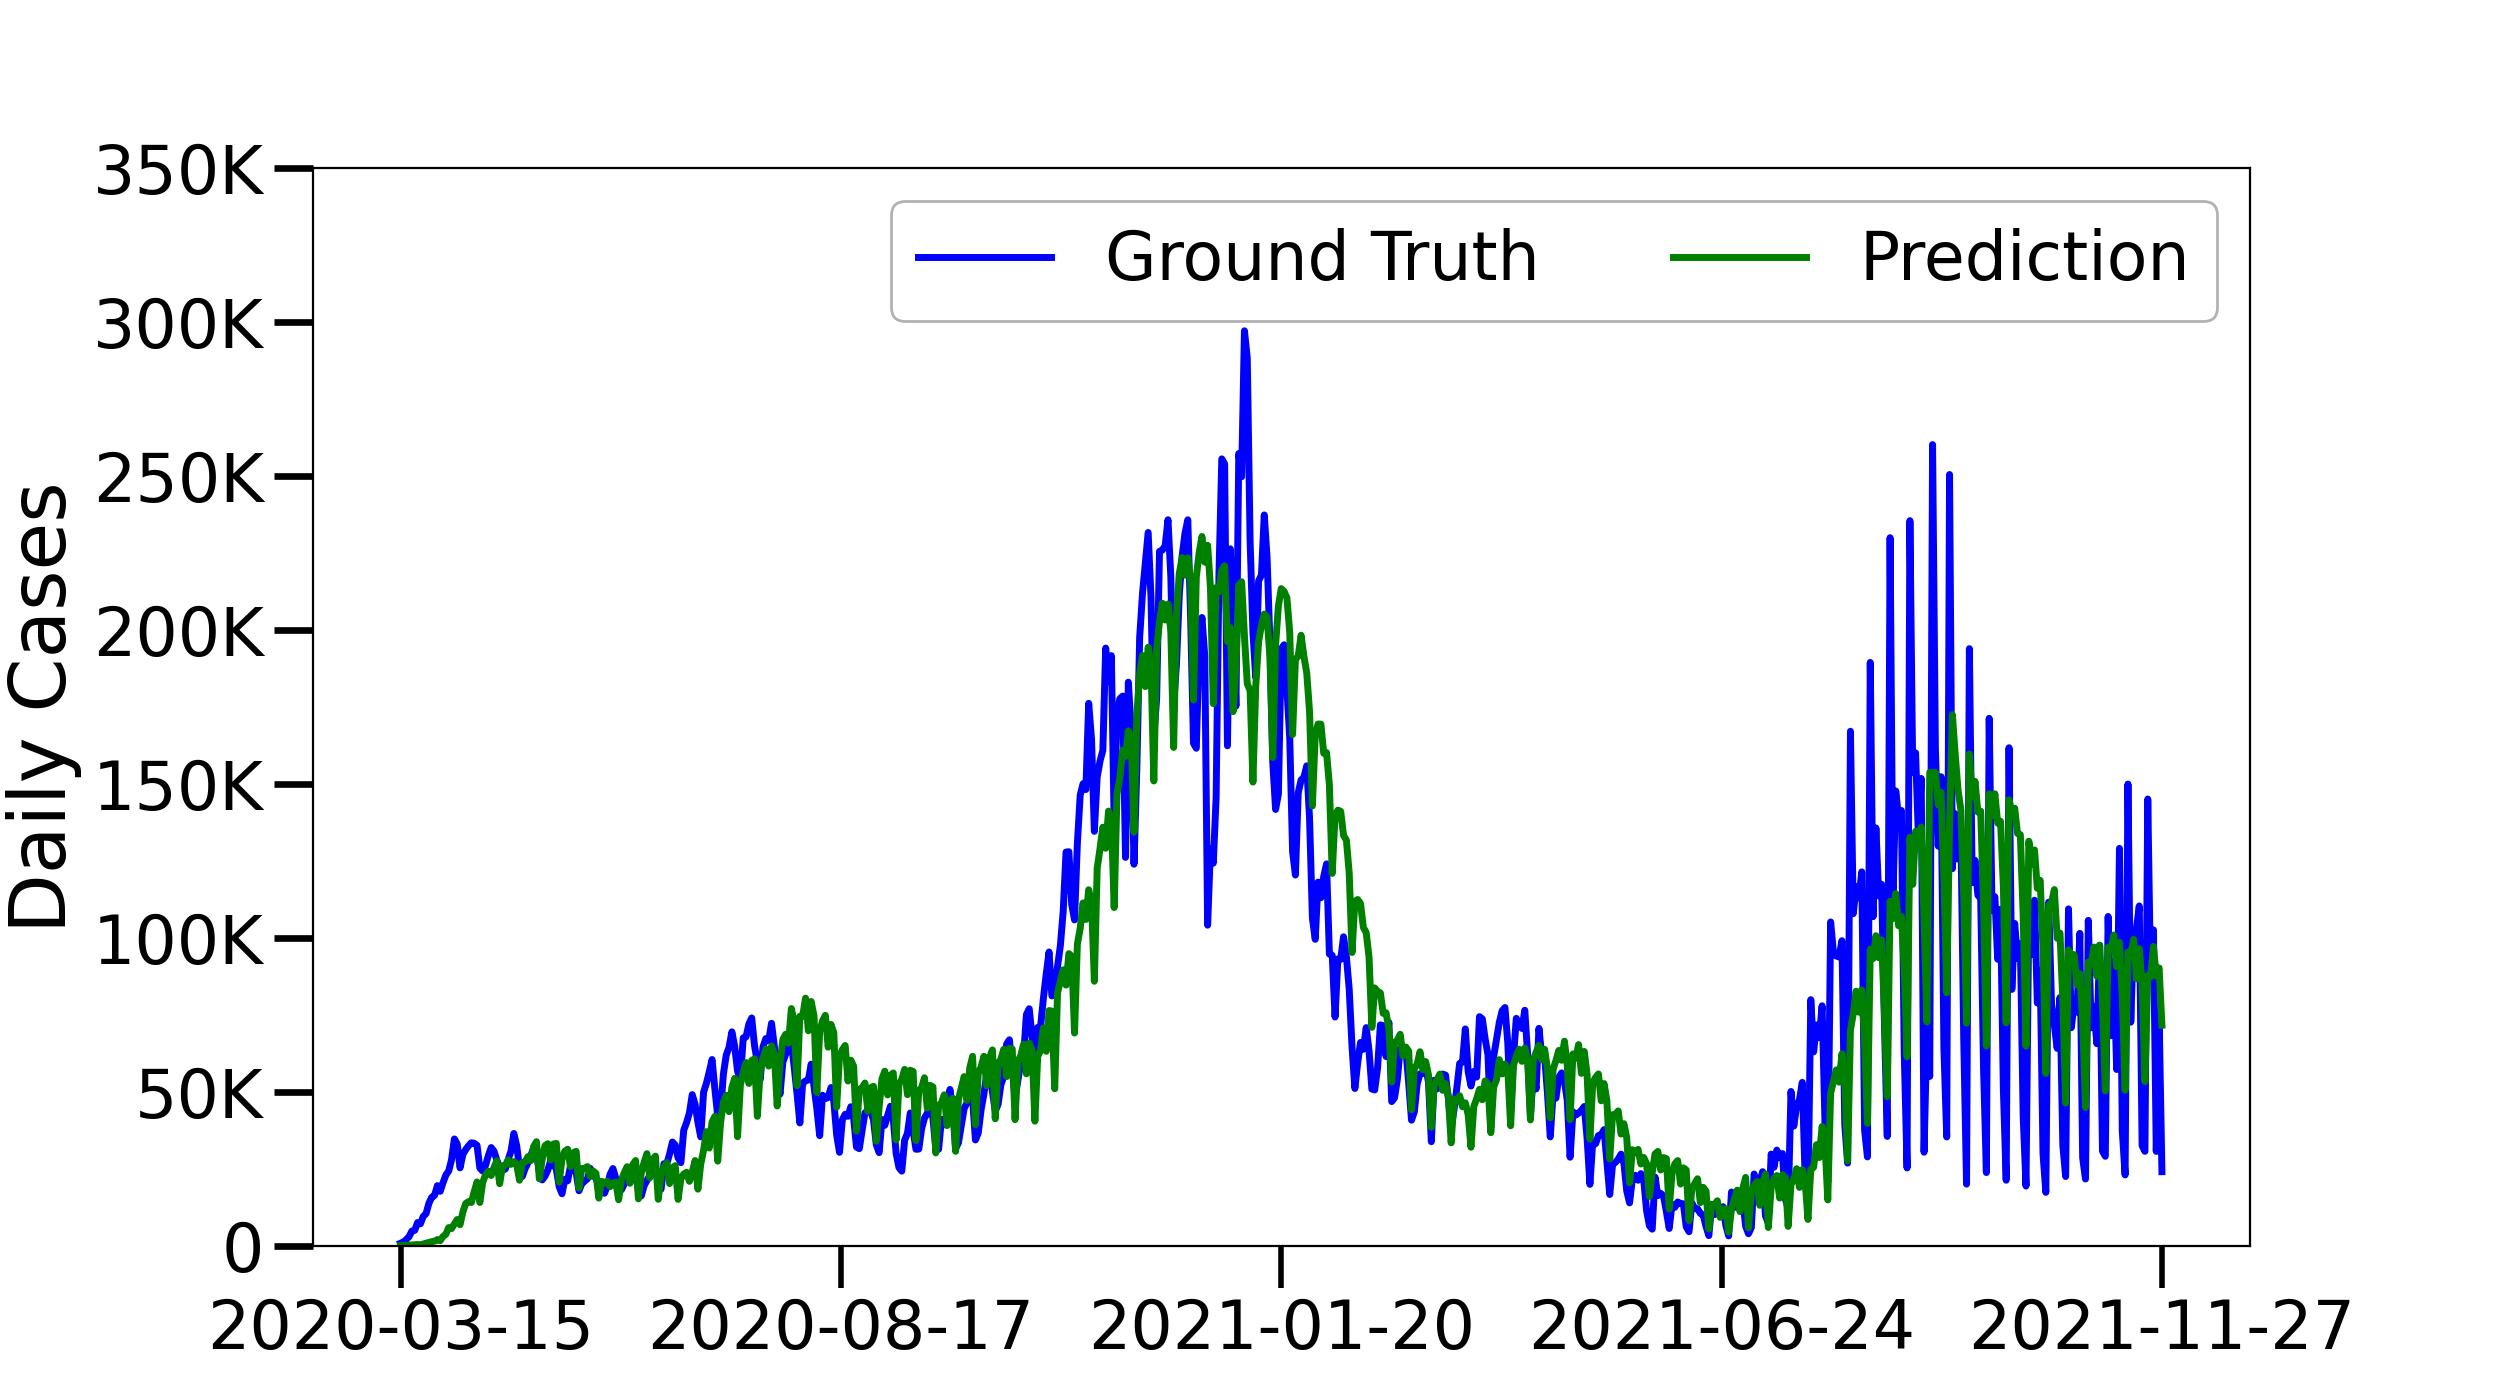 350K
300K
250K
200K
150K
100K
50K
0
Daily Cases
Ground Truth
Prediction
2020-03-15
2020-08-17
2021-01-20
2021-06-24
2021-11-27